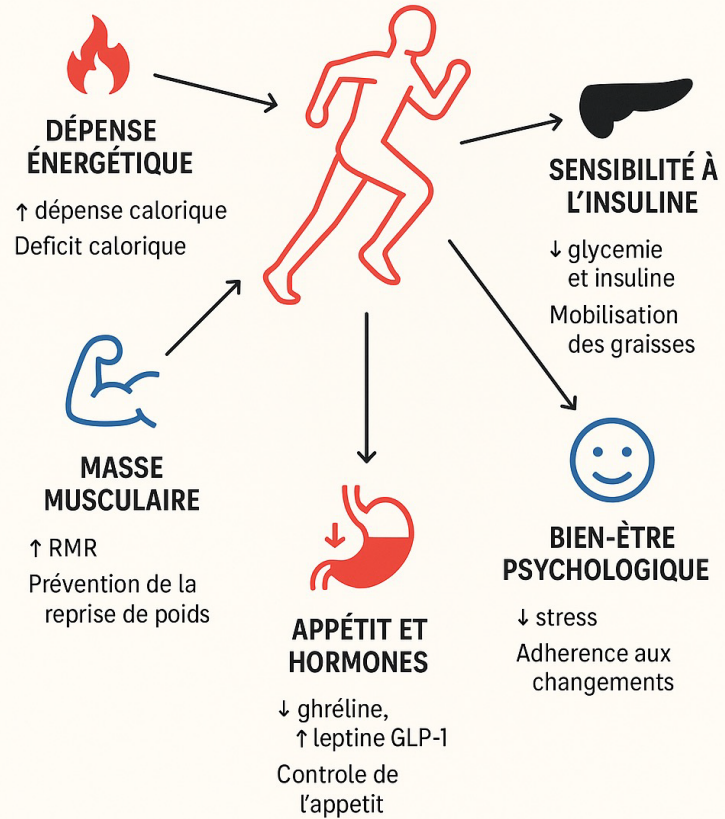 DÉPENSE
ÉNERGÉTIQUE
↑ dépense calorique
Deficit calorique
SENSIBILITÉ À
L'INSULINE
↓ glycemie
et insuline
Mobilisation
des graisses
MASSE
MUSCULAIRE
↑ RMR
Prévention de la
reprise de poids
APPÉTIT ET
HORMONES
↓ ghréline,
↑ leptine GLP-1
Controle de
l'appetit
BIEN-ÈTRE
PSYCHOLOGIQUE
↓ stress
Adherence aux
changements